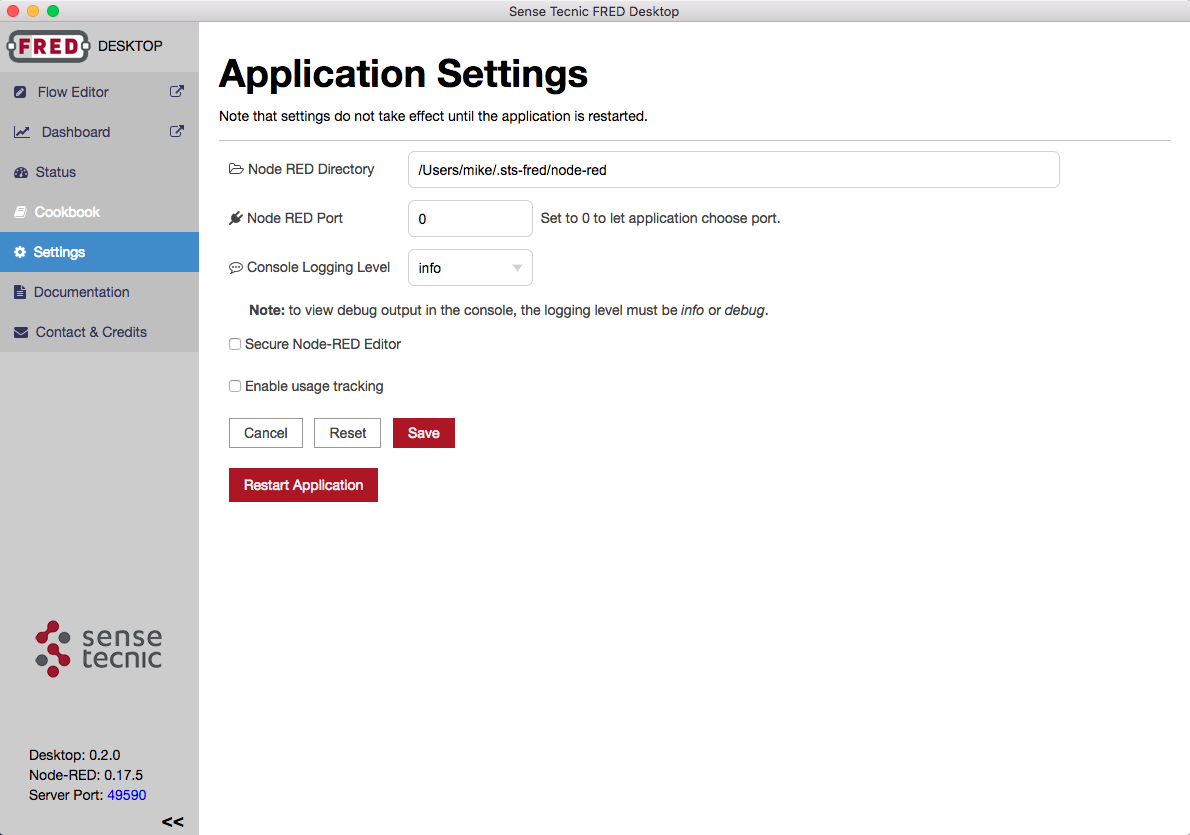 Sense Tecnic FRED Desktop
FRED DESKTOP
Flow Editor
Dashboard
Status
Cookbook
Settings
Documentation
Contact & Credits
sense
tecnic
Desktop: 0.2.0
Node-RED: 0.17.5
Server Port: 49590
<<
Application Settings
Note that settings do not take effect until the application is restarted.
Node RED Directory /Users/mike/.sts-fred/node-red
Node RED Port 0 Set to 0 to let application choose port.
Console Logging Level info
Note: to view debug output in the console, the logging level must be info or debug.
Secure Node-RED Editor
Enable usage tracking
Cancel Reset Save
Restart Application